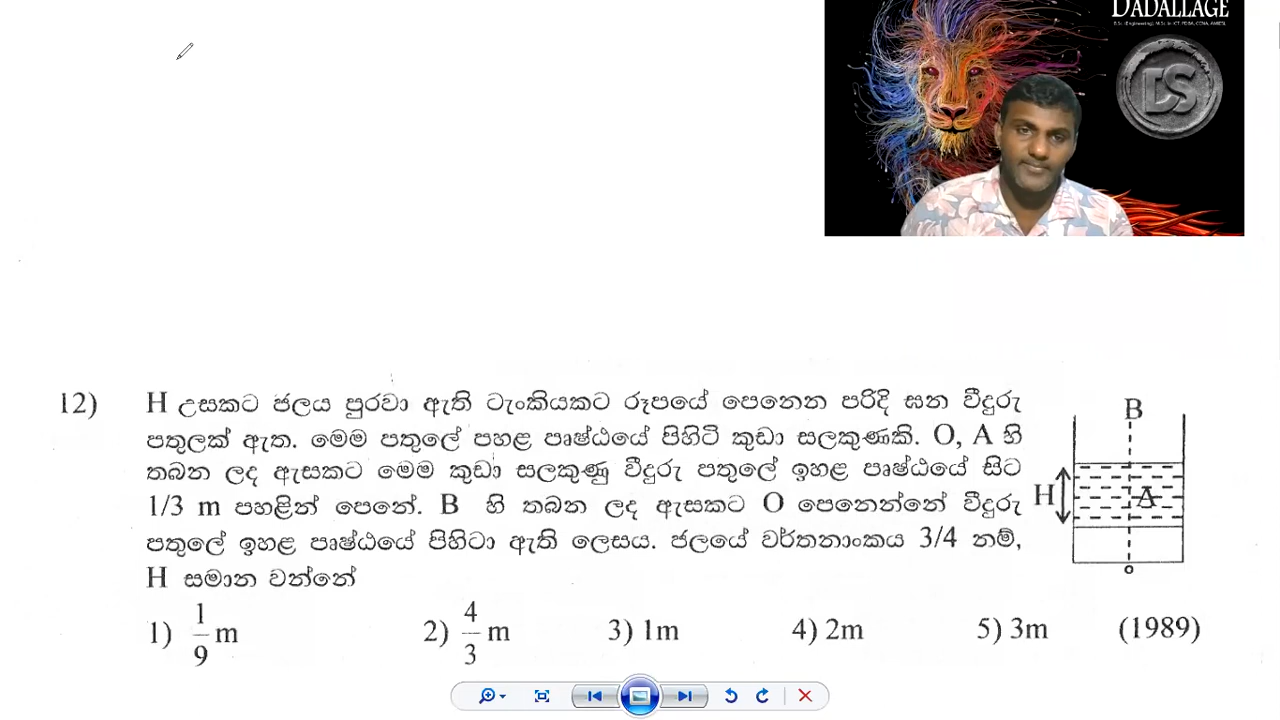 DADALLAGE
DS
12) H උසකට ජලය පුරවා ඇති ටැංකියකට රූපයේ පෙනෙන පරිදි ඝන වීදුරු
පතුලක් ඇත. මෙම පතුලේ පහළ පෘෂ්ඨයේ පිහිටි කුඩා සලකුණකි. O, A හි
තබන ලද ඇසකට මෙම කුඩා සලකුණු වීදුරු පතුලේ ඉහළ පෘෂ්ඨයේ සිට
1/3 m පහළින් පෙනේ. B හි තබන ලද ඇසකට O පෙනෙන්නේ වීදුරු
පතුලේ ඉහළ පෘෂ්ඨයේ පිහිටා ඇති ලෙසය. ජලයේ වර්තනාංකය 3/4 නම්,
H සමාන වන්නේ
1) 1/9 m 2) 4/3 m 3) 1m 4) 2m 5) 3m (1989)
B
H A
o